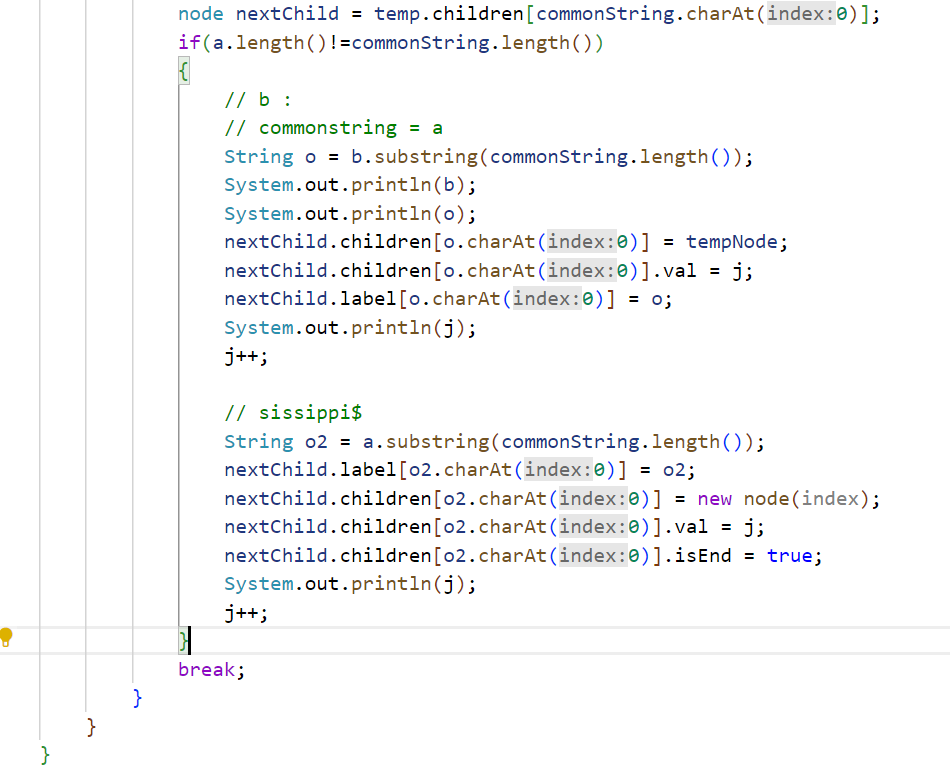 node nextChild = temp.children[commonString.charAt(index:0)];
if(a.length()!=commonString.length())
{
// b :
// commonstring = a
String o = b.substring(commonString.length());
System.out.println(b);
System.out.println(o);
nextChild.children[o.charAt(index:0)] = tempNode;
nextChild.children[o.charAt(index:0)].val = j;
nextChild.label[o.charAt(index:0)] = o;
System.out.println(j);
j++;
// sissippi$
String o2 = a.substring(commonString.length());
nextChild.label[o2.charAt(index:0)] = o2;
nextChild.children[o2.charAt(index:0)] = new node(index);
nextChild.children[o2.charAt(index:0)].val = j;
nextChild.children[o2.charAt(index:0)].isEnd = true;
System.out.println(j);
j++;
}
break;
}
}
}